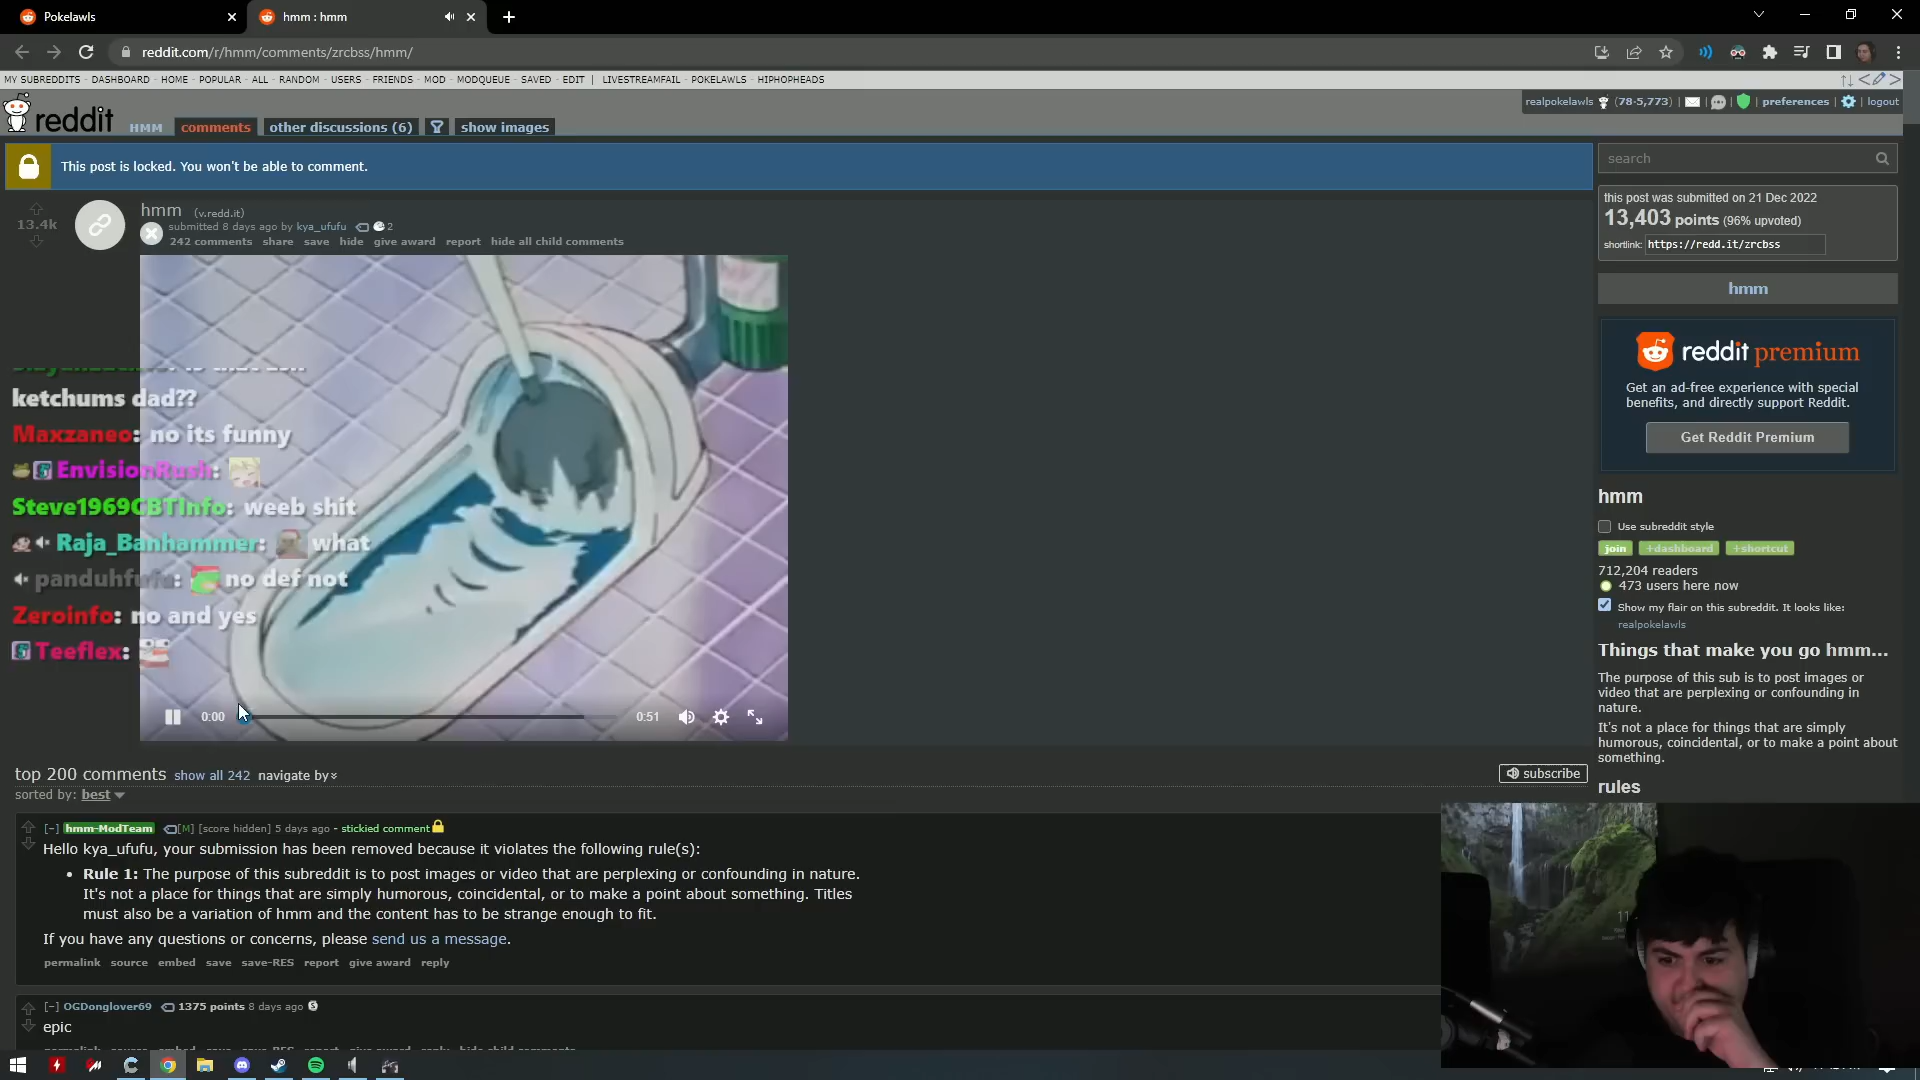 Pokelawls
hmm : hmm
reddit.com/r/hmm/comments/zrcbss/hmm/
MY SUBREDDITS - DASHBOARD - HOME - POPULAR - ALL - RANDOM - USERS - FRIENDS - MOD - MODQUEUE - SAVED - EDIT | LIVESTREAMFAIL - POKELAWLS - HIPHOPHEADS
realpokelawls (78·5,773) | | | | preferences | | logout
reddit HMM comments other discussions (6) show images
This post is locked. You won't be able to comment.
search
13.4k
hmm (v.redd.it)
submitted 8 days ago by kya_ufufu 2
242 comments share save hide give award report hide all child comments
this post was submitted on 21 Dec 2022
13,403 points (96% upvoted)
shortlink: https://redd.it/zrcbss
hmm
reddit premium
Get an ad-free experience with special
benefits, and directly support Reddit.
Get Reddit Premium
ketchums dad??
Maxzaneo: no its funny
EnvisionRush:
Steve1969CBTInfo: weeb shit
Raja_Banhammer: what
panduhfufu: no def not
Zeroinfo: no and yes
Teeflex:
0:00
0:51
hmm
Use subreddit style
join +dashboard +shortcut
712,204 readers
473 users here now
Show my flair on this subreddit. It looks like:
realpokelawls
Things that make you go hmm...
The purpose of this sub is to post images or
video that are perplexing or confounding in
nature.
It's not a place for things that are simply
humorous, coincidental, or to make a point about
something.
rules
top 200 comments show all 242 navigate by
subscribe
sorted by: best
[–] hmm-ModTeam [M] [score hidden] 5 days ago - stickied comment
Hello kya_ufufu, your submission has been removed because it violates the following rule(s):
• Rule 1: The purpose of this subreddit is to post images or video that are perplexing or confounding in nature.
It's not a place for things that are simply humorous, coincidental, or to make a point about something. Titles
must also be a variation of hmm and the content has to be strange enough to fit.
If you have any questions or concerns, please send us a message.
permalink source embed save save-RES report give award reply
[–] OGDonglover69 1375 points 8 days ago
epic